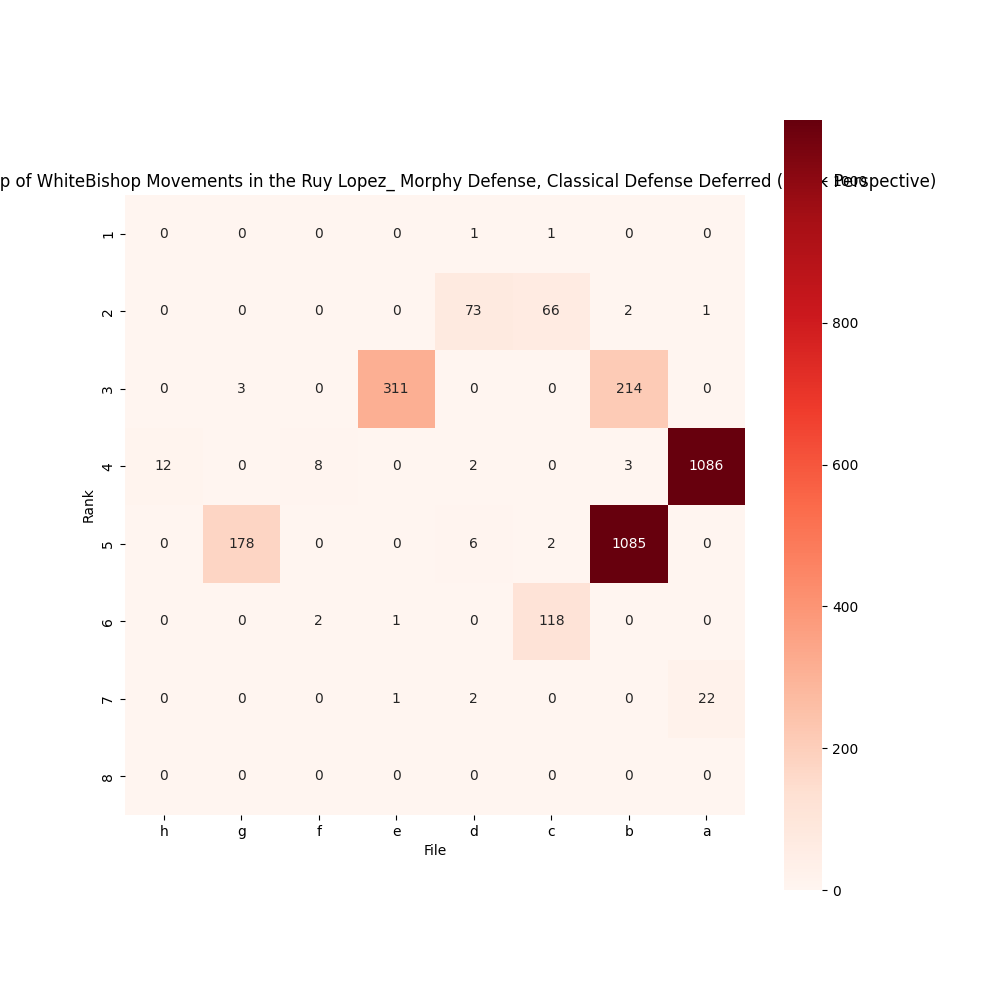 p of WhiteBishop Movements in the Ruy Lopez_ Morphy Defense, Classical Defense Deferred ( Perspective)
1000
1 0 0 0 0 1 1 0 0
2 0 0 0 0 73 66 2 1
800
3 0 3 0 311 0 0 214 0
4 12 0 8 0 2 0 3 1086
Rank
600
5 0 178 0 0 6 2 1085 0
400
6 0 0 2 1 0 118 0 0
7 0 0 0 1 2 0 0 22
200
8 0 0 0 0 0 0 0 0
h g f e d c b a
File
0